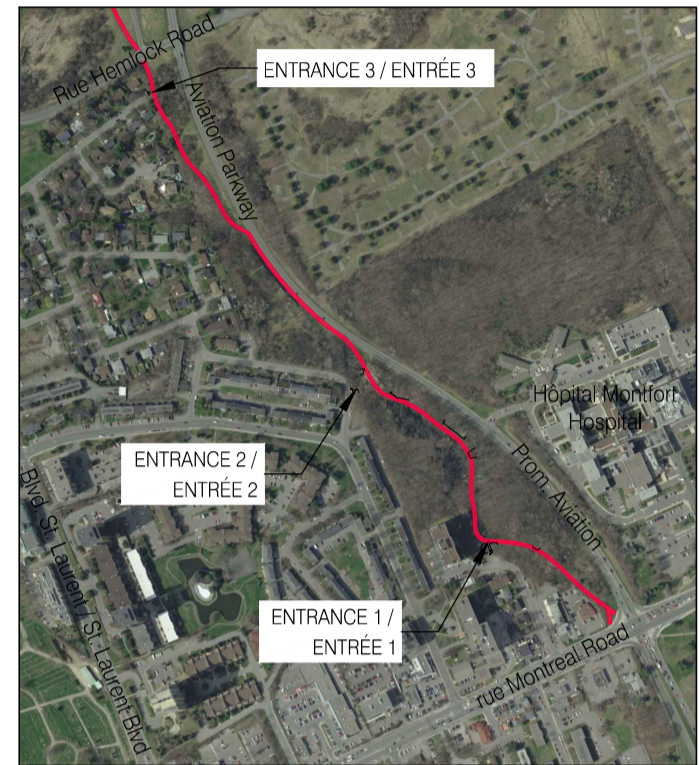 Rue Hemlock Road
ENTRANCE 3 / ENTRÉE 3
Aviation Parkway
Hôpital Montfort
Hospital
ENTRANCE 2 /
ENTRÉE 2
Prom. Aviation
Blvd. St. Laurent / St. Laurent Blvd
ENTRANCE 1 /
ENTRÉE 1
rue Montreal Road